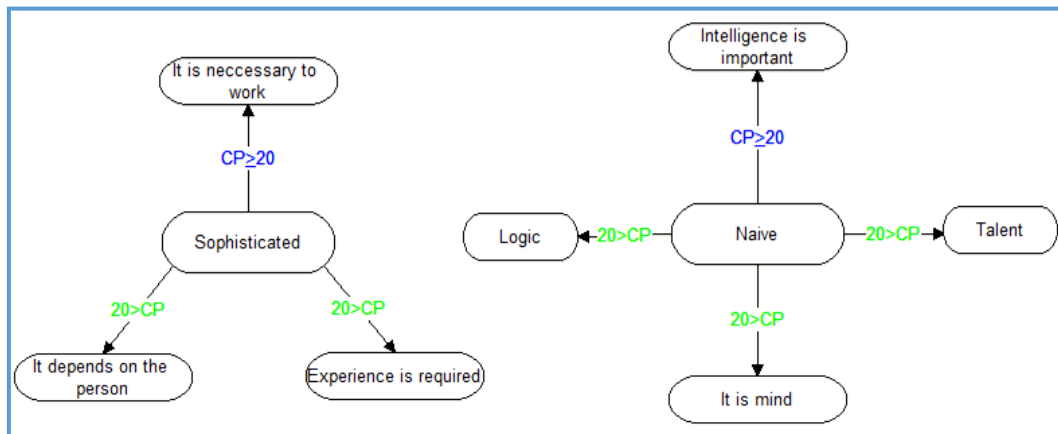 It is neccessary to
work
CP≥20
Sophisticated
20>CP
20>CP
It depends on the
person
Experience is required
Intelligence is
important
CP≥20
Logic
20>CP
Naive
20>CP
Talent
20>CP
It is mind